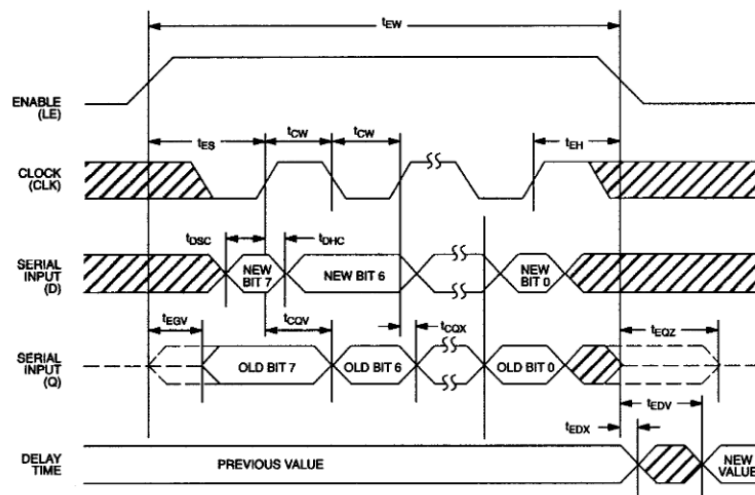 tEW
ENABLE
(LE)
tES
tCW
tCW
tEH
CLOCK
(CLK)
tDSC
tDHC
SERIAL
INPUT
(D)
NEW
BIT 7
NEW BIT 6
NEW
BIT 0
tEGV
tCQV
tCQX
tEQZ
SERIAL
INPUT
(Q)
OLD BIT 7
OLD BIT 6
OLD BIT 0
tEDV
tEDX
DELAY
TIME
PREVIOUS VALUE
NEW
VALUE